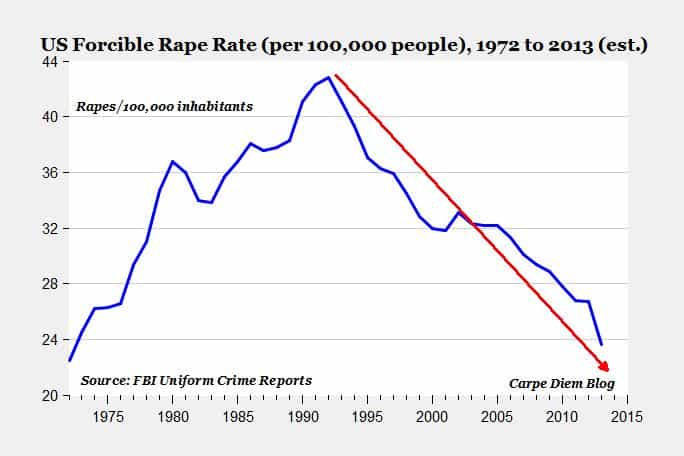 US Forcible Rape Rate (per 100,000 people), 1972 to 2013 (est.)
44
Rapes/100,000 inhabitants
40
36
32
28
24
Source: FBI Uniform Crime Reports
Carpe Diem Blog
20
1975 1980 1985 1990 1995 2000 2005 2010 2015